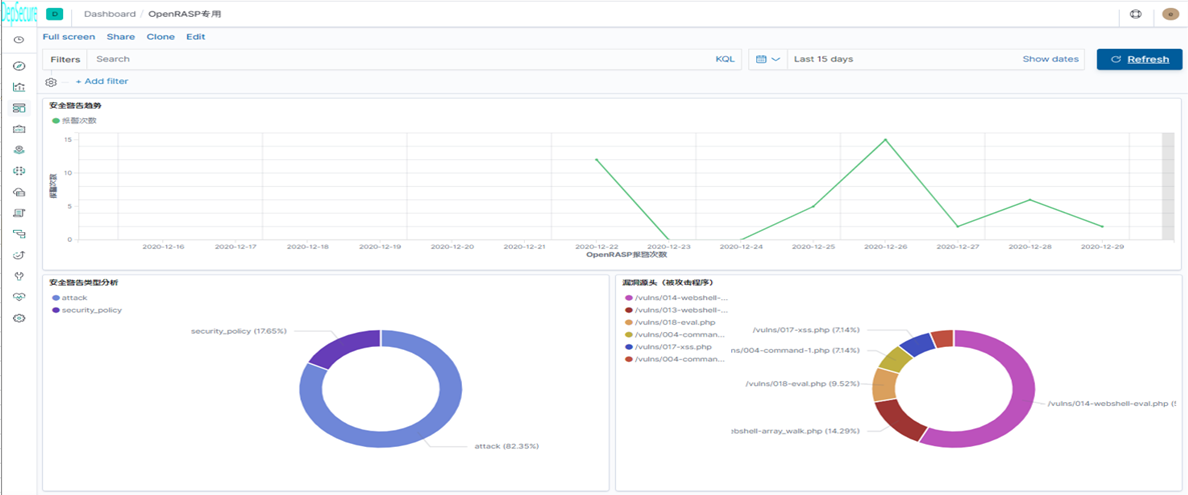 DepSecure
D
Dashboard / OpenRASP专用
e
Full screen Share Clone Edit
Filters Search KQL Last 15 days Show dates Refresh
+ Add filter
安全警告趋势
报警次数
15
10
5
0
报警次数
2020-12-16 2020-12-17 2020-12-18 2020-12-19 2020-12-20 2020-12-21 2020-12-22 2020-12-23 2020-12-24 2020-12-25 2020-12-26 2020-12-27 2020-12-28 2020-12-29
OpenRASP报警次数
安全警告类型分析
attack
security_policy
security_policy (17.65%)
attack (82.35%)
漏洞源头（被攻击程序）
/vulns/014-webshell-...
/vulns/013-webshell-...
/vulns/018-eval.php
/vulns/004-comman...
/vulns/017-xss.php
/vulns/004-comman...
/vulns/017-xss.php (7.14%)
ns/004-command-1.php (7.14%)
/vulns/018-eval.php (9.52%)
/vulns/014-webshell-eval.php (5
bshell-array_walk.php (14.29%)